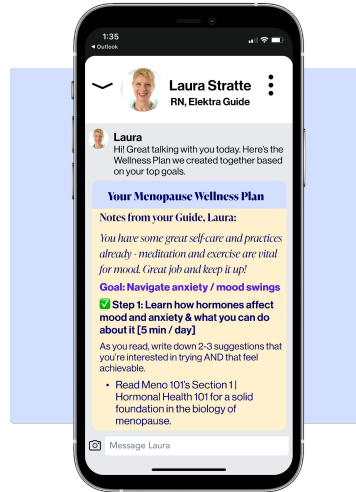 1:35
◂ Outlook
Laura Stratte
RN, Elektra Guide
Laura
Hi! Great talking with you today. Here's the
Wellness Plan we created together based
on your top goals.
Your Menopause Wellness Plan
Notes from your Guide, Laura:
You have some great self-care and practices
already - meditation and exercise are vital
for mood. Great job and keep it up!
Goal: Navigate anxiety / mood swings
✅ Step 1: Learn how hormones affect
mood and anxiety & what you can do
about it [5 min / day]
As you read, write down 2-3 suggestions that
you're interested in trying AND that feel
achievable.
• Read Meno 101's Section 1 |
Hormonal Health 101 for a solid
foundation in the biology of
menopause.
Message Laura